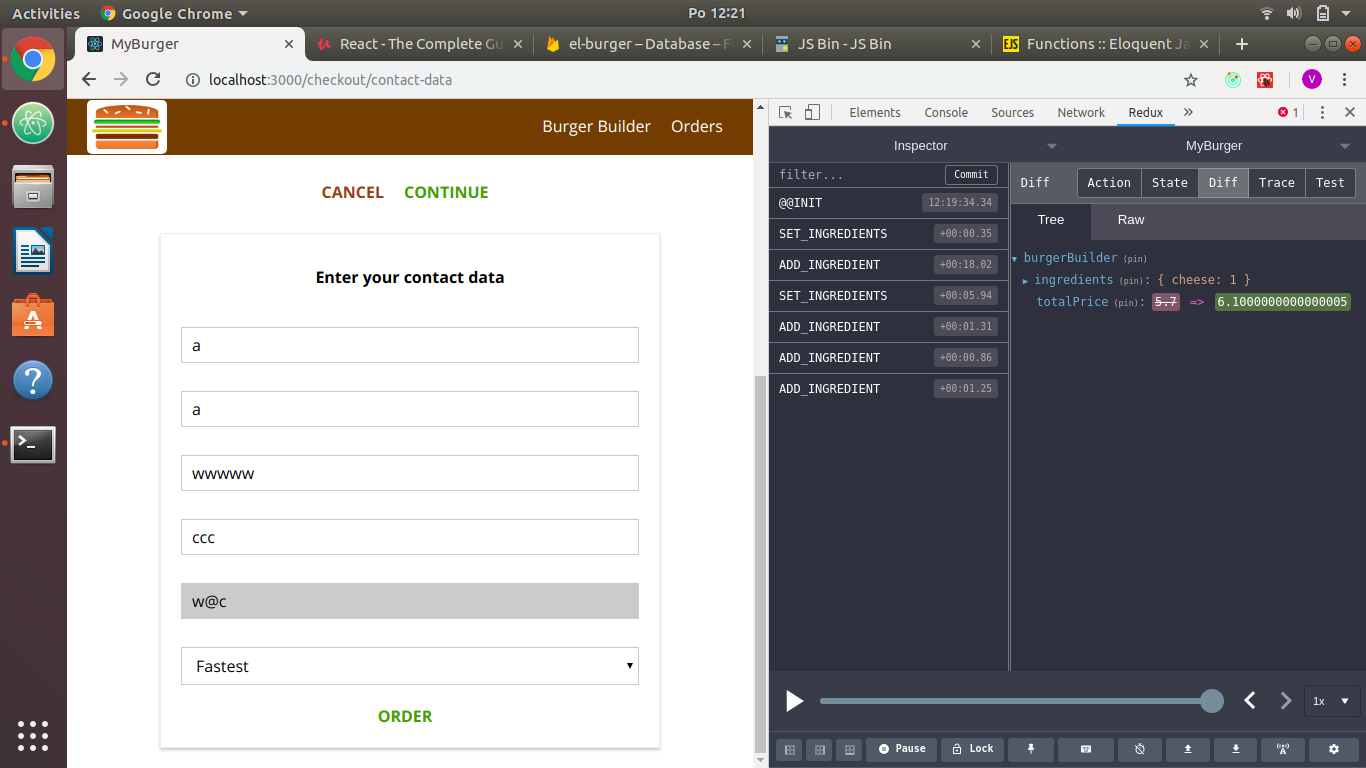 Activities Google Chrome Po 12:21
MyBurger React - The Complete Gu el-burger – Database – F JS Bin - JS Bin EJS Functions :: Eloquent Ja
localhost:3000/checkout/contact-data V
Burger Builder Orders
CANCEL CONTINUE
Enter your contact data
a
a
wwwww
ccc
w@c
Fastest
ORDER
Elements Console Sources Network Redux » 1
Inspector MyBurger
filter... Commit
@@INIT 12:19:34.34
SET_INGREDIENTS +00:00.35
ADD_INGREDIENT +00:18.02
SET_INGREDIENTS +00:05.94
ADD_INGREDIENT +00:01.31
ADD_INGREDIENT +00:00.86
ADD_INGREDIENT +00:01.25
Diff Action State Diff Trace Test
Tree Raw
burgerBuilder (pin)
ingredients (pin): { cheese: 1 }
totalPrice (pin): 5.7 => 6.1000000000000005
1x
Pause Lock